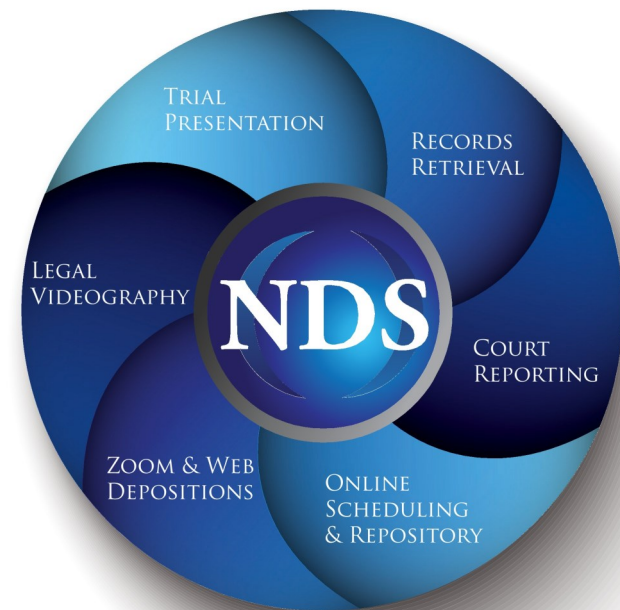 TRIAL
PRESENTATION
RECORDS
RETRIEVAL
LEGAL
VIDEOGRAPHY
NDS
COURT
REPORTING
ZOOM & WEB
DEPOSITIONS
ONLINE
SCHEDULING
& REPOSITORY